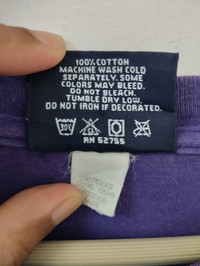 100% COTTON
MACHINE WASH COLD
SEPARATELY. SOME
COLORS MAY BLEED.
DO NOT BLEACH.
TUMBLE DRY LOW.
DO NOT IRON IF DECORATED.
30°
RN 52755